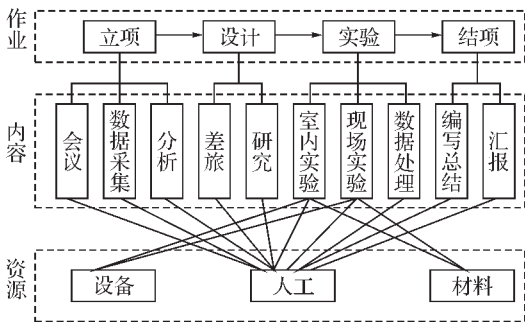 作业
立项
设计
实验
结项
内容
会议
数据采集
分析
差旅
研究
室内实验
现场实验
数据处理
编写总结
汇报
资源
设备
人工
材料